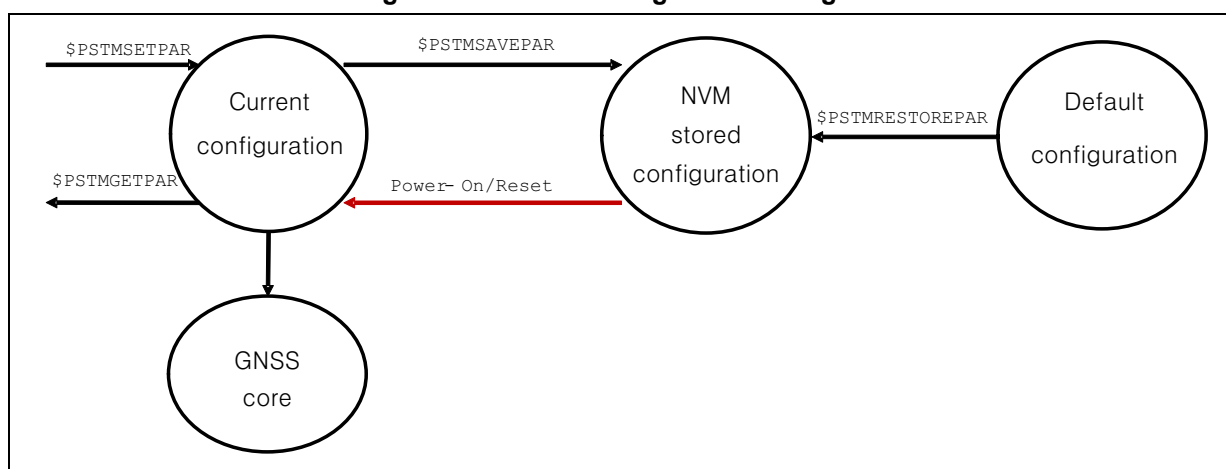 $PSTMSETPAR
$PSTMSAVEPAR
Current
configuration
NVM
stored
configuration
Default
configuration
$PSTMRESTOREPAR
$PSTMGETPAR
Power- On/Reset
GNSS
core